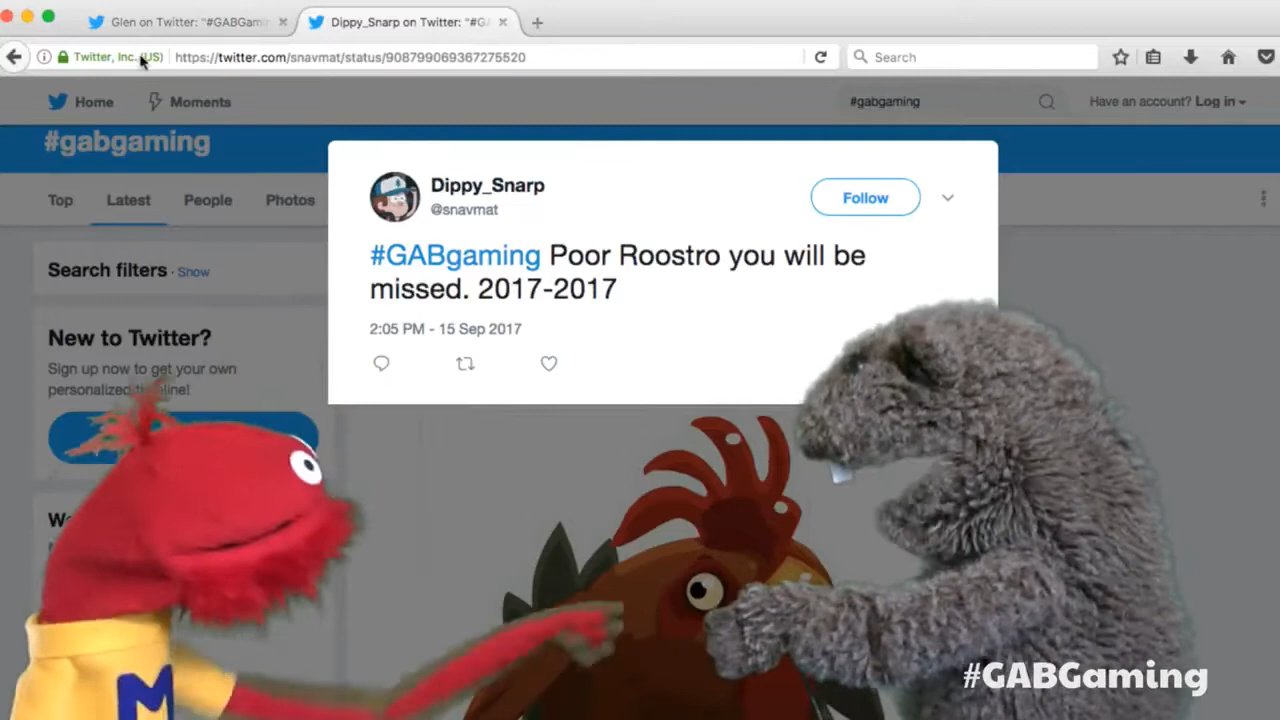 Glen on Twitter: "#GABGamin
Dippy_Snarp on Twitter: "#GA
Twitter, Inc. (US)
https://twitter.com/snavmat/status/908799069367275520
Search
Home
Moments
#gabgaming
Have an account? Log in
#gabgaming
Top
Latest
People
Photos
Search filters · Show
New to Twitter?
Sign up now to get your own
personalized timeline!
Dippy_Snarp
@snavmat
Follow
#GABgaming Poor Roostro you will be
missed. 2017-2017
2:05 PM - 15 Sep 2017
M
#GABGaming